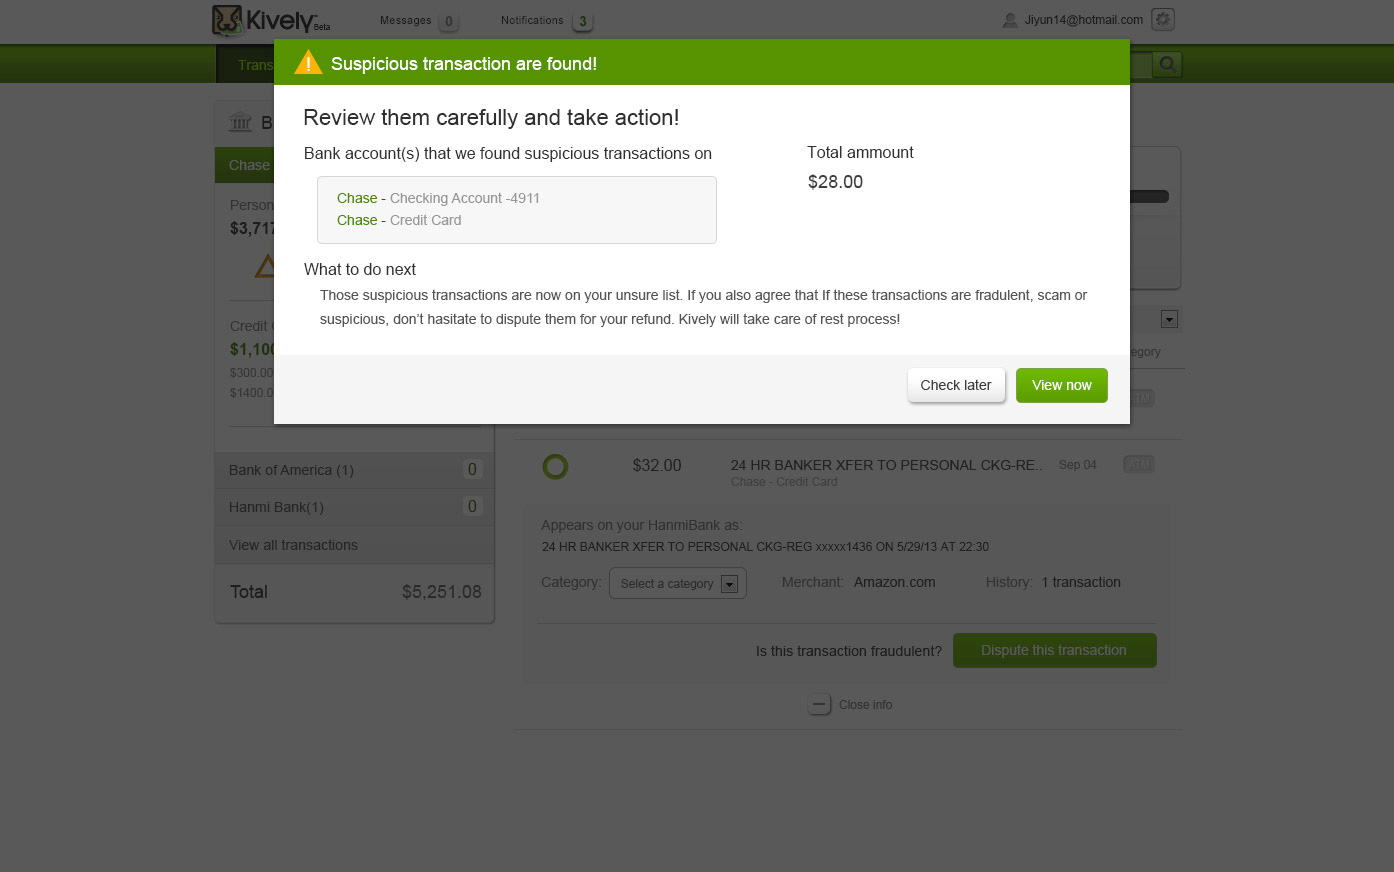 Kively Beta
Messages 0
Notifications 3
Jiyun14@hotmail.com
Trans
Suspicious transaction are found!
Review them carefully and take action!
Bank account(s) that we found suspicious transactions on
Total ammount
$28.00
Chase - Checking Account -4911
Chase - Credit Card
What to do next
Those suspicious transactions are now on your unsure list. If you also agree that If these transactions are fradulent, scam or
suspicious, don’t hasitate to dispute them for your refund. Kively will take care of rest process!
Check later
View now
B
Chase
Person
$3,717
Credit C
$1,100
$300.00
$1400.0
egory
ATM
Bank of America (1) 0
Hanmi Bank(1) 0
View all transactions
Total $5,251.08
$32.00 24 HR BANKER XFER TO PERSONAL CKG-RE.. Sep 04 ATM
Chase - Credit Card
Appears on your HanmiBank as:
24 HR BANKER XFER TO PERSONAL CKG-REG xxxxx1436 ON 5/29/13 AT 22:30
Category: Select a category Merchant: Amazon.com History: 1 transaction
Is this transaction fraudulent? Dispute this transaction
Close info